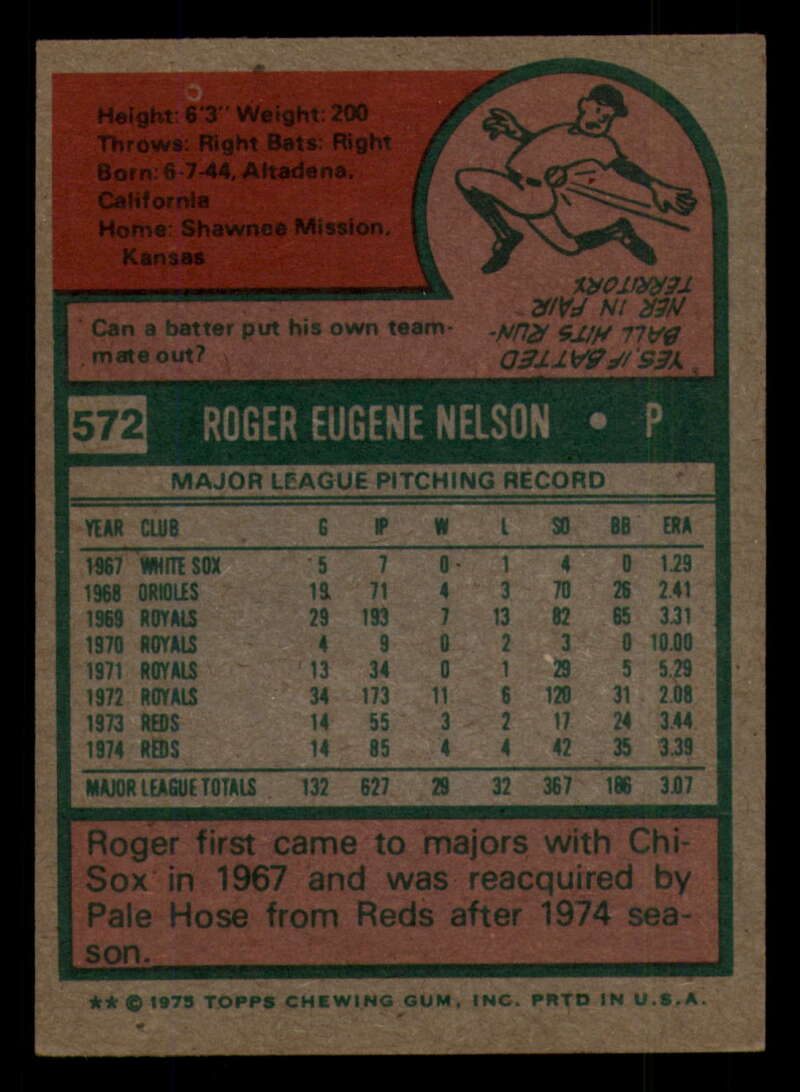 Height: 6'3" Weight: 200
Throws: Right Bats: Right
Born: 6-7-44, Altadena,
California
Home: Shawnee Mission,
Kansas
Can a batter put his own team-
mate out?
YES, IF BATTED
BALL HITS RUN-
NER IN FAIR
TERRITORY.
572 ROGER EUGENE NELSON • P
MAJOR LEAGUE PITCHING RECORD
YEAR CLUB G IP W L SO BB ERA
1967 WHITE SOX 5 7 0 1 4 0 1.29
1968 ORIOLES 19 71 4 3 70 26 2.41
1969 ROYALS 29 193 7 13 82 65 3.31
1970 ROYALS 4 9 0 2 3 0 10.00
1971 ROYALS 13 34 0 1 29 5 5.29
1972 ROYALS 34 173 11 6 120 31 2.08
1973 REDS 14 55 3 2 17 24 3.44
1974 REDS 14 85 4 4 42 35 3.39
MAJOR LEAGUE TOTALS 132 627 29 32 367 186 3.07
Roger first came to majors with Chi-
Sox in 1967 and was reacquired by
Pale Hose from Reds after 1974 sea-
son.
** © 1975 TOPPS CHEWING GUM, INC. PRTD IN U.S.A.